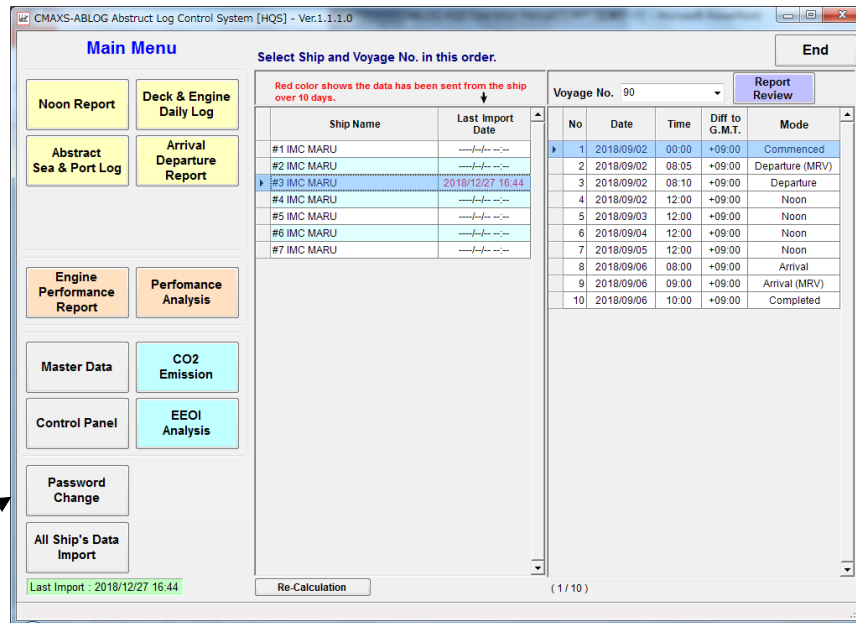 CMAXS-ABLOG Abstruct Log Control System [HQS] - Ver.1.1.1.0
Main Menu
Select Ship and Voyage No. in this order.
End
Noon Report
Deck & Engine
Daily Log
Abstract
Sea & Port Log
Arrival
Departure
Report
Engine
Performance
Report
Perfomance
Analysis
Master Data
CO2
Emission
Control Panel
EEOI
Analysis
Password
Change
All Ship's Data
Import
Last Import : 2018/12/27 16:44
Red color shows the data has been sent from the ship
over 10 days.
Ship Name Last Import
Date
#1 IMC MARU ----/--/-- --:--
#2 IMC MARU ----/--/-- --:--
#3 IMC MARU 2018/12/27 16:44
#4 IMC MARU ----/--/-- --:--
#5 IMC MARU ----/--/-- --:--
#6 IMC MARU ----/--/-- --:--
#7 IMC MARU ----/--/-- --:--
Re-Calculation
Voyage No. 90
Report
Review
No Date Time Diff to
G.M.T. Mode
1 2018/09/02 00:00 +09:00 Commenced
2 2018/09/02 08:05 +09:00 Departure (MRV)
3 2018/09/02 08:10 +09:00 Departure
4 2018/09/02 12:00 +09:00 Noon
5 2018/09/03 12:00 +09:00 Noon
6 2018/09/04 12:00 +09:00 Noon
7 2018/09/05 12:00 +09:00 Noon
8 2018/09/06 08:00 +09:00 Arrival
9 2018/09/06 09:00 +09:00 Arrival (MRV)
10 2018/09/06 10:00 +09:00 Completed
( 1 / 10 )